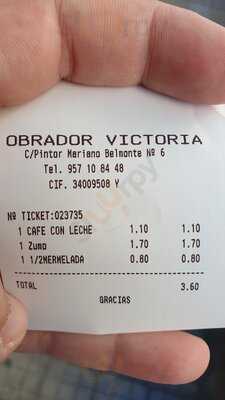 OBRADOR VICTORIA
C/Pintor Mariano Belmonte Nº 6
Tel. 957 10 84 48
CIF. 34009508 Y
Nº TICKET:023735
1 CAFE CON LECHE 1.10 1.10
1 Zumo 1.70 1.70
1 1/2MERMELADA 0.80 0.80
TOTAL 3.60
GRACIAS